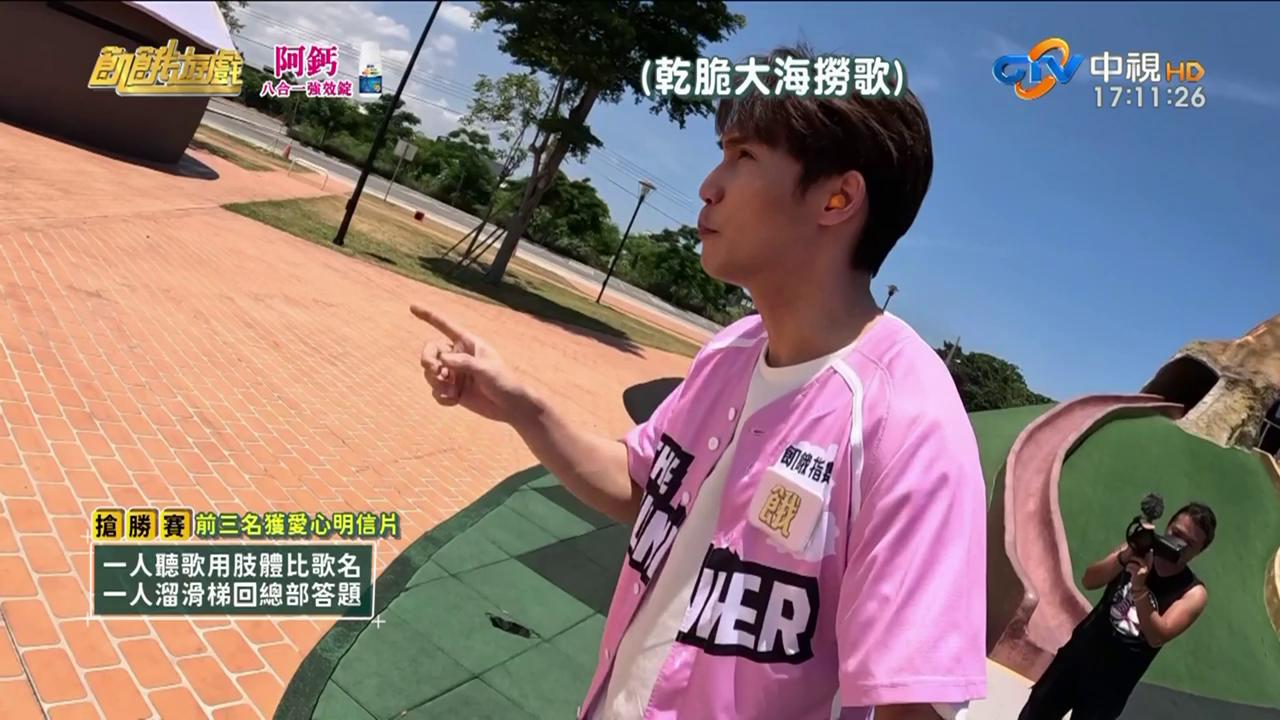 飢餓遊戲
阿鈣
八合一強效錠
(乾脆大海撈歌)
CTV 中視HD
17:11:26
飢餓指
餓
THE
搶勝賽 前三名獲愛心明信片
一人聽歌用肢體比歌名
一人溜滑梯回總部答題